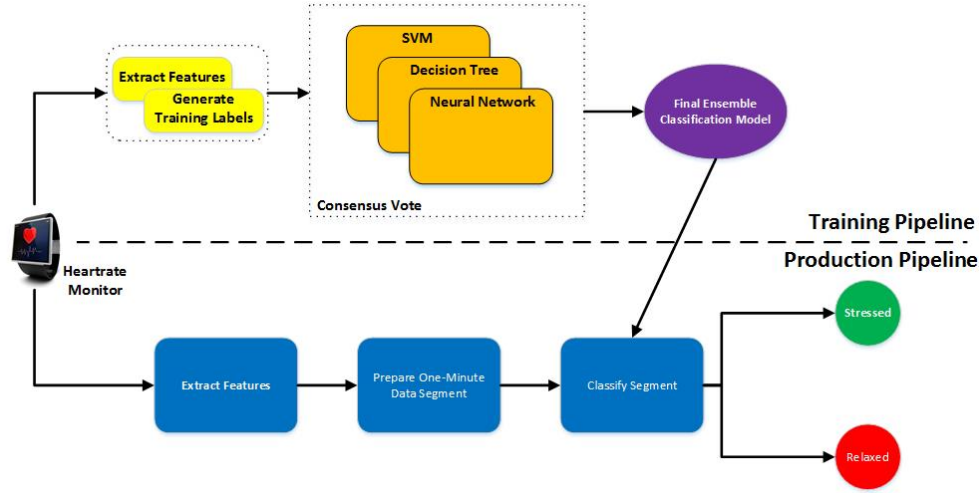 SVM
Decision Tree
Neural Network
Extract Features
Generate
Training Labels
Final Ensemble
Classification Model
Consensus Vote
Training Pipeline
Heartrate
Monitor
Production Pipeline
Stressed
Extract Features
Prepare One-Minute
Data Segment
Classify Segment
Relaxed